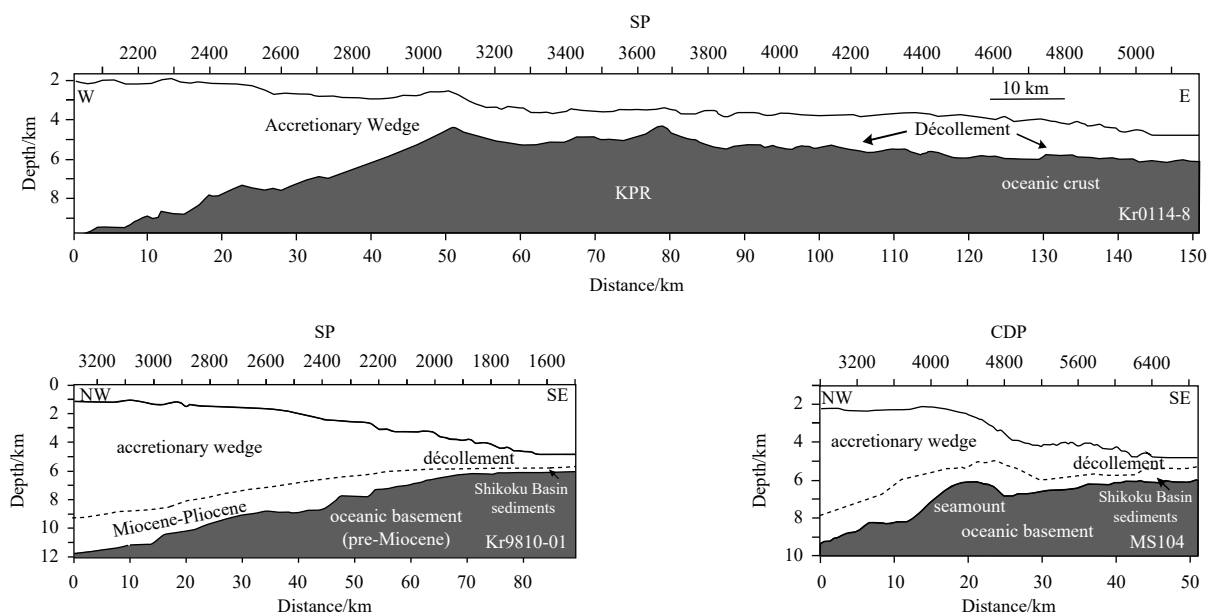 SP
2200 2400 2600 2800 3000 3200 3400 3600 3800 4000 4200 4400 4600 4800 5000
Depth/km
2
4
6
8
W
E
10 km
Accretionary Wedge
Décollement
KPR
oceanic crust
Kr0114-8
0 10 20 30 40 50 60 70 80 90 100 110 120 130 140 150
Distance/km
SP
3200 3000 2800 2600 2400 2200 2000 1800 1600
Depth/km
0
2
4
6
8
10
12
NW
SE
accretionary wedge
décollement
Miocene-Pliocene
Shikoku Basin
sediments
oceanic basement
(pre-Miocene)
Kr9810-01
0 10 20 30 40 50 60 70 80
Distance/km
CDP
3200 4000 4800 5600 6400
Depth/km
2
4
6
8
10
NW
SE
accretionary wedge
décollement
seamount
Shikoku Basin
sediments
oceanic basement
MS104
0 10 20 30 40 50
Distance/km